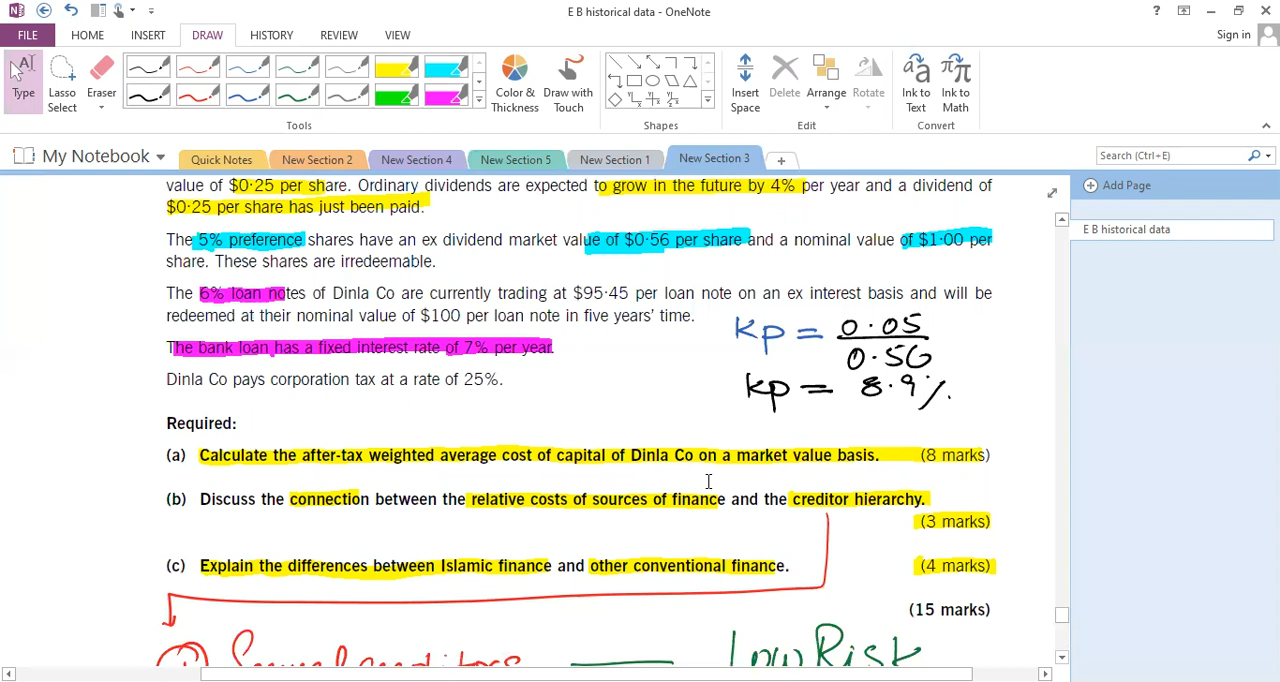 E B historical data - OneNote
FILE HOME INSERT DRAW HISTORY REVIEW VIEW Sign in
Type Lasso Select Eraser Color & Thickness Draw with Touch Insert Space Delete Arrange Rotate Ink to Text Ink to Math
Tools Shapes Edit Convert
My Notebook Quick Notes New Section 2 New Section 4 New Section 5 New Section 1 New Section 3 Search (Ctrl+E)
Add Page
E B historical data
value of $0·25 per share. Ordinary dividends are expected to grow in the future by 4% per year and a dividend of
$0·25 per share has just been paid.
The 5% preference shares have an ex dividend market value of $0·56 per share and a nominal value of $1·00 per
share. These shares are irredeemable.
The 6% loan notes of Dinla Co are currently trading at $95·45 per loan note on an ex interest basis and will be
redeemed at their nominal value of $100 per loan note in five years' time.
Kp = 0.05
0.56
The bank loan has a fixed interest rate of 7% per year.
Dinla Co pays corporation tax at a rate of 25%.
Kp = 8.9%
Required:
(a) Calculate the after-tax weighted average cost of capital of Dinla Co on a market value basis. (8 marks)
(b) Discuss the connection between the relative costs of sources of finance and the creditor hierarchy.
(3 marks)
(c) Explain the differences between Islamic finance and other conventional finance. (4 marks)
(15 marks)
Low Risk